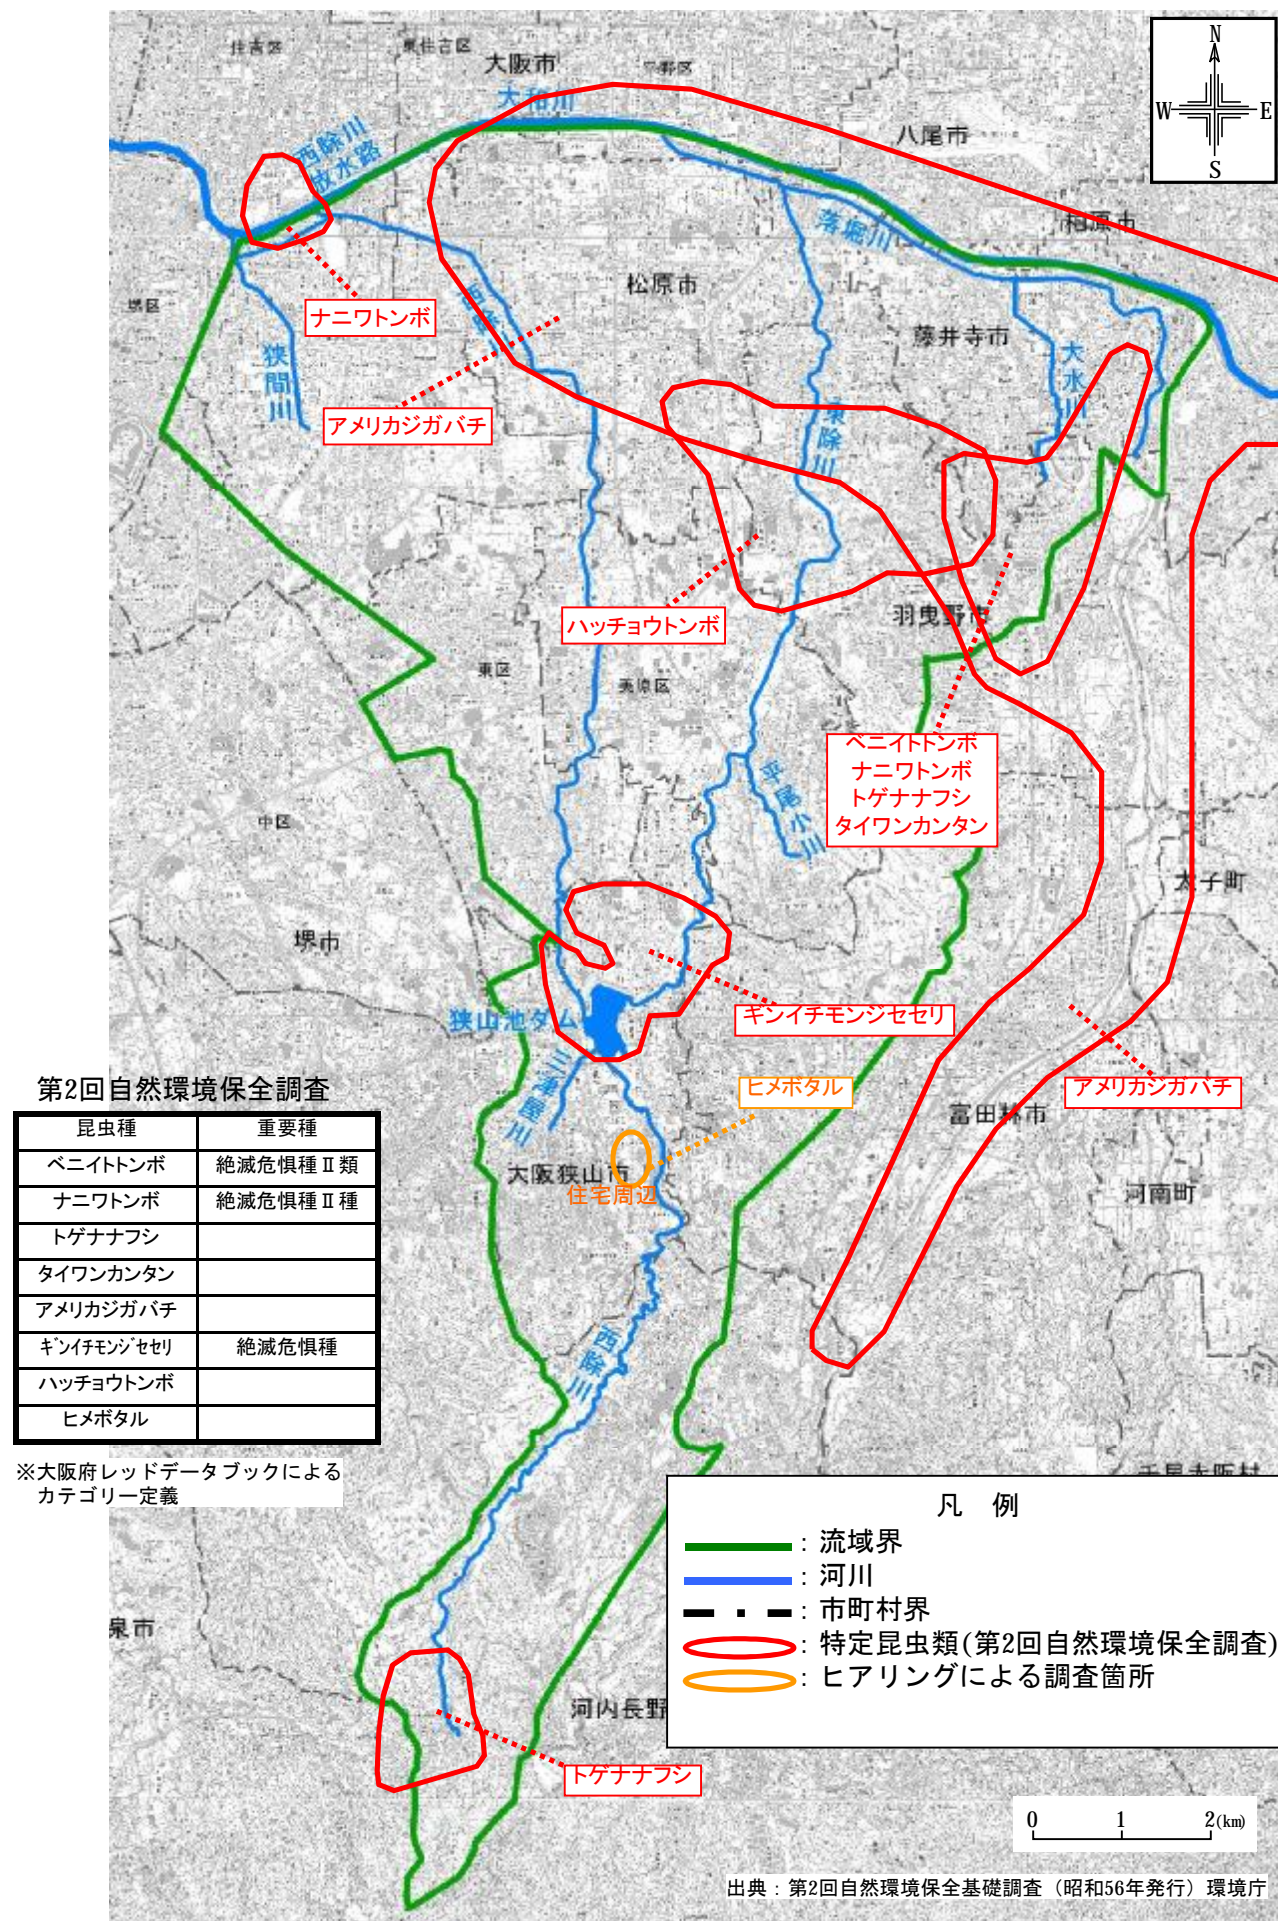 住吉区
東住吉区
大阪市
平野区
大和川
八尾市
N
W
E
S
西除川
放水路
柏原市
落堀川
松原市
堺区
ナニワトンボ
藤井寺市
狭間川
大水川
アメリカジガバチ
東除川
ハッチョウトンボ
羽曳野市
東区
美原区
ベニイトトンボ
ナニワトンボ
トゲナナフシ
タイワンカンタン
平尾小川
中区
太子町
堺市
ギンイチモンジセセリ
狭山池ダム
三津屋川
ヒメボタル
アメリカジガバチ
富田林市
大阪狭山市
住宅周辺
河南町
第2回自然環境保全調査
昆虫種 重要種
ベニイトトンボ 絶滅危惧種Ⅱ類
ナニワトンボ 絶滅危惧種Ⅱ種
トゲナナフシ
タイワンカンタン
アメリカジガバチ
ギンイチモンジセセリ 絶滅危惧種
ハッチョウトンボ
ヒメボタル
※大阪府レッドデータブックによる
カテゴリー定義
西除川
千早赤阪村
凡 例
：流域界
：河川
：市町村界
：特定昆虫類(第2回自然環境保全調査)
：ヒアリングによる調査箇所
泉市
河内長野
トゲナナフシ
0 1 2(km)
出典：第2回自然環境保全基礎調査（昭和56年発行）環境庁